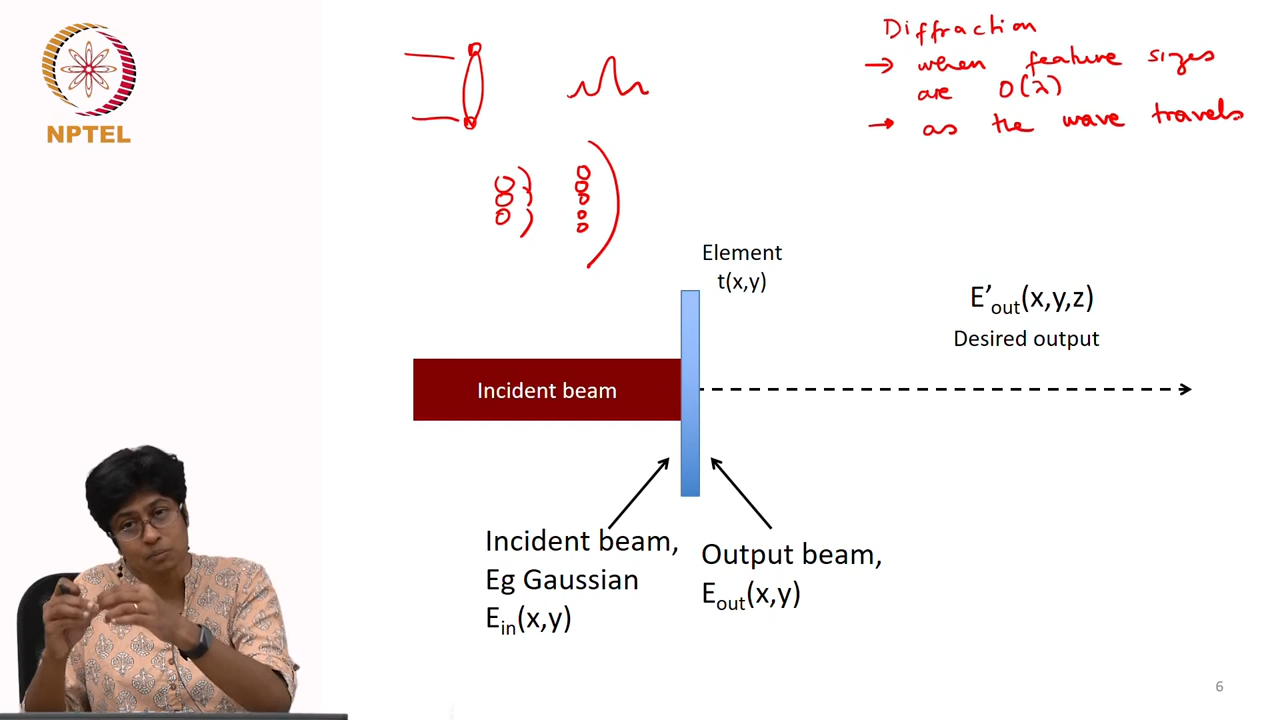 NPTEL
Diffraction
→ when feature sizes
are O(λ)
→ as the wave travels
Element
t(x,y)
E’out(x,y,z)
Desired output
Incident beam
Incident beam,
Eg Gaussian
Ein(x,y)
Output beam,
Eout(x,y)
6